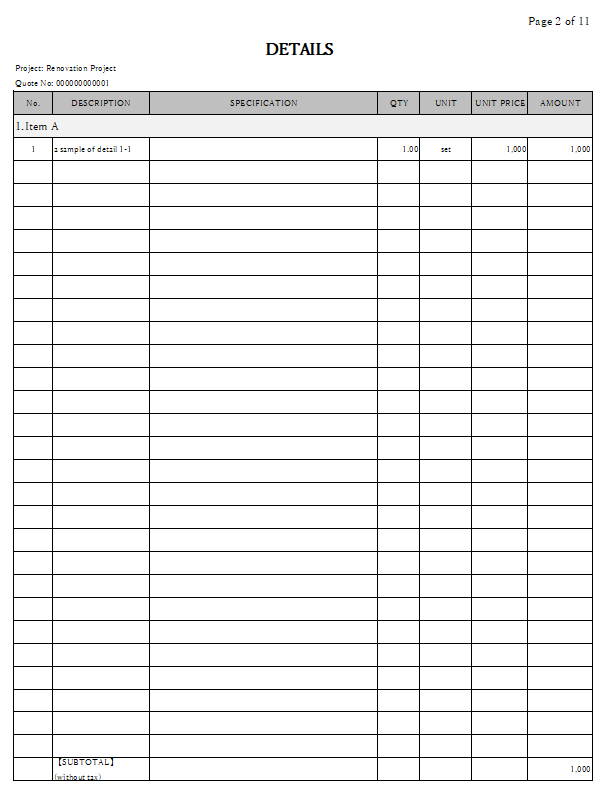 Page 2 of 11
DETAILS
Project: Renovation Project
Quote No: 000000000001
No. DESCRIPTION SPECIFICATION QTY UNIT UNIT PRICE AMOUNT
1.Item A
1 a sample of detail 1-1 1.00 set 1,000 1,000
【SUBTOTAL】
(without tax) 1,000